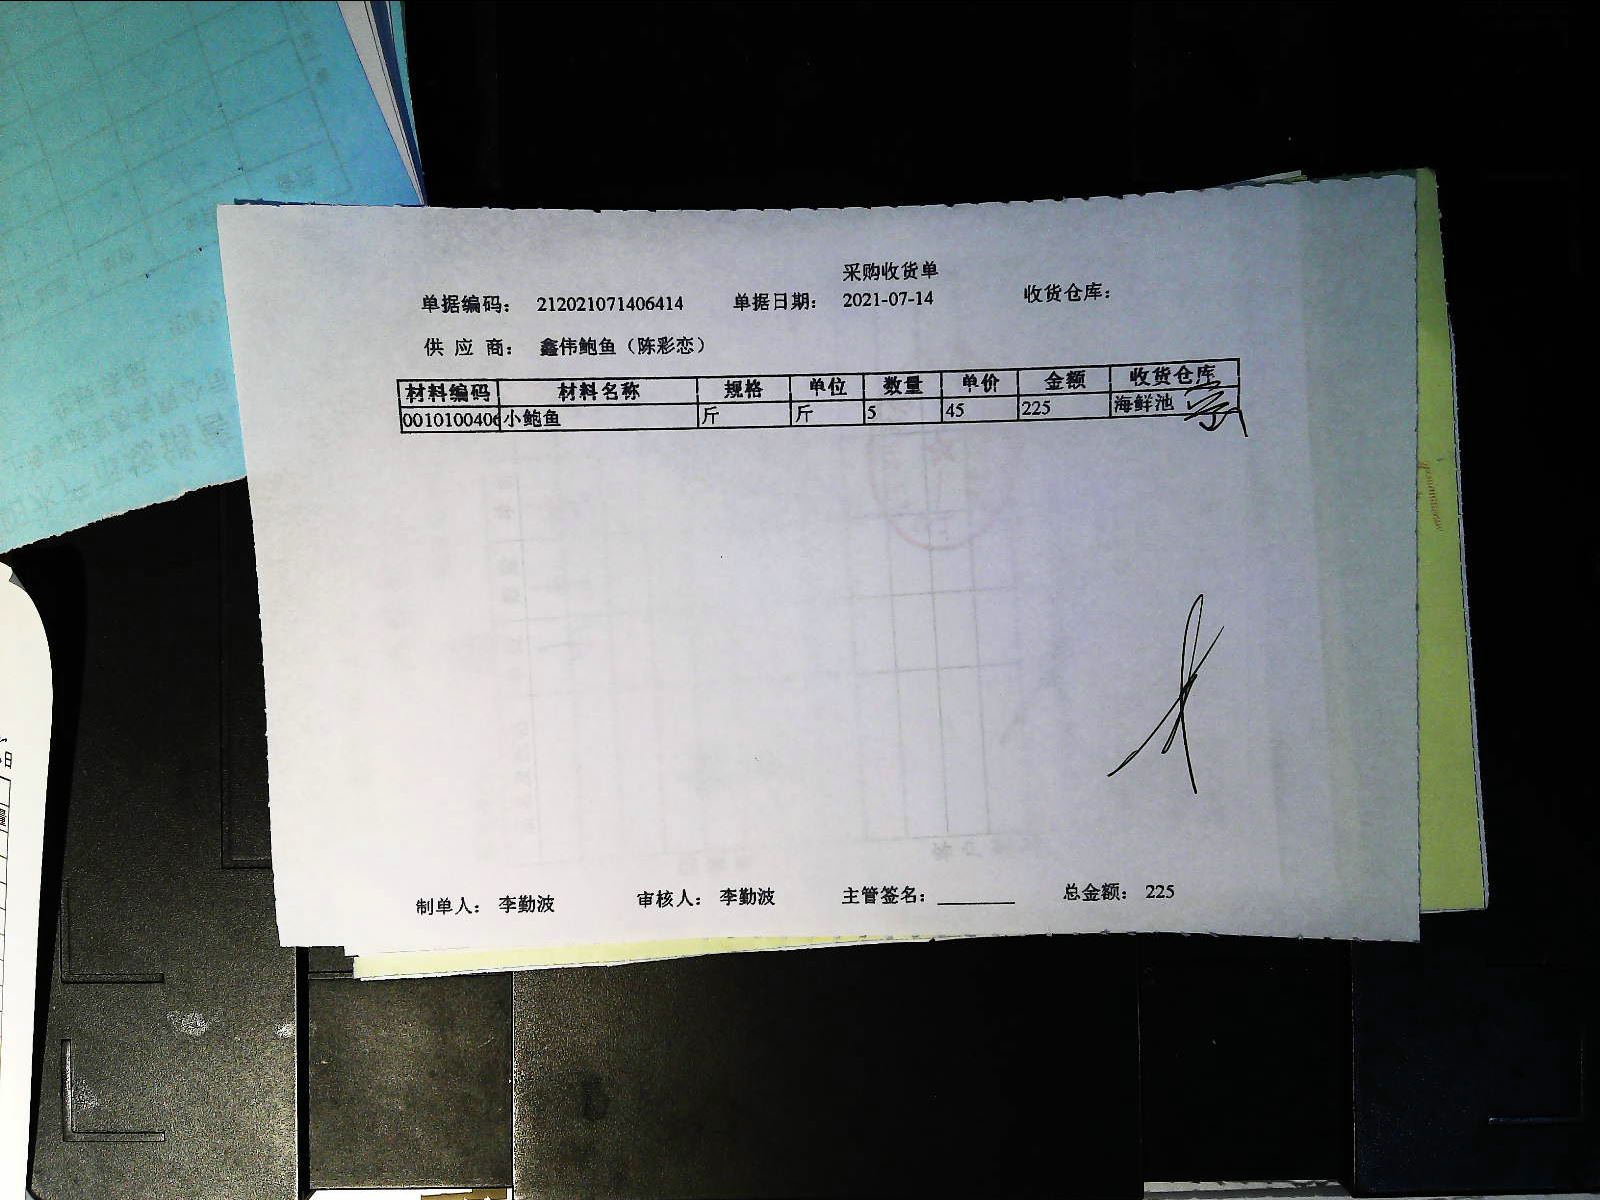 采购收货单
单据编码： 212021071406414 单据日期： 2021-07-14 收货仓库：
供 应 商： 鑫伟鲍鱼（陈彩恋）
材料编码 材料名称 规格 单位 数量 单价 金额 收货仓库
0010100406 小鲍鱼 斤 斤 5 45 225 海鲜池
制单人： 李勤波 审核人： 李勤波 主管签名：________ 总金额： 225
日
量